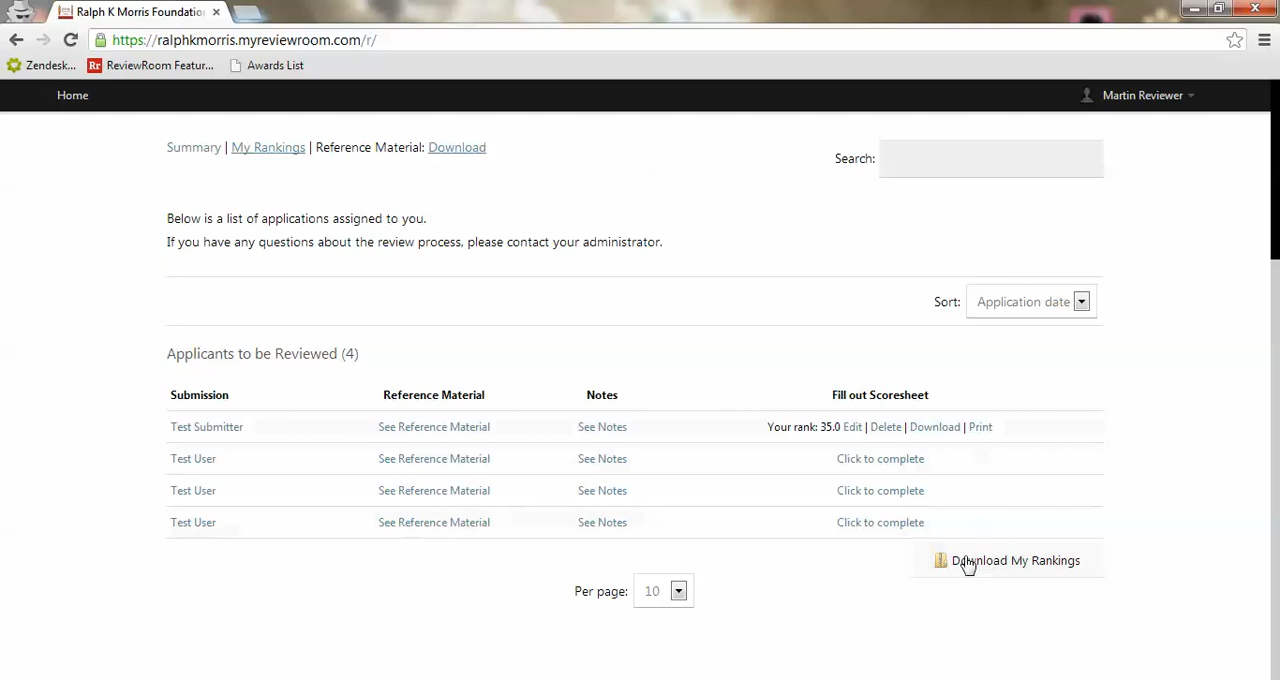 Ralph K Morris Foundatio
https://ralphkmorris.myreviewroom.com/r/
Zendesk... ReviewRoom Featur... Awards List
Home Martin Reviewer
Summary | My Rankings | Reference Material: Download
Search:
Below is a list of applications assigned to you.
If you have any questions about the review process, please contact your administrator.
Sort: Application date
Applicants to be Reviewed (4)
Submission Reference Material Notes Fill out Scoresheet
Test Submitter See Reference Material See Notes Your rank: 35.0 Edit | Delete | Download | Print
Test User See Reference Material See Notes Click to complete
Test User See Reference Material See Notes Click to complete
Test User See Reference Material See Notes Click to complete
Download My Rankings
Per page: 10